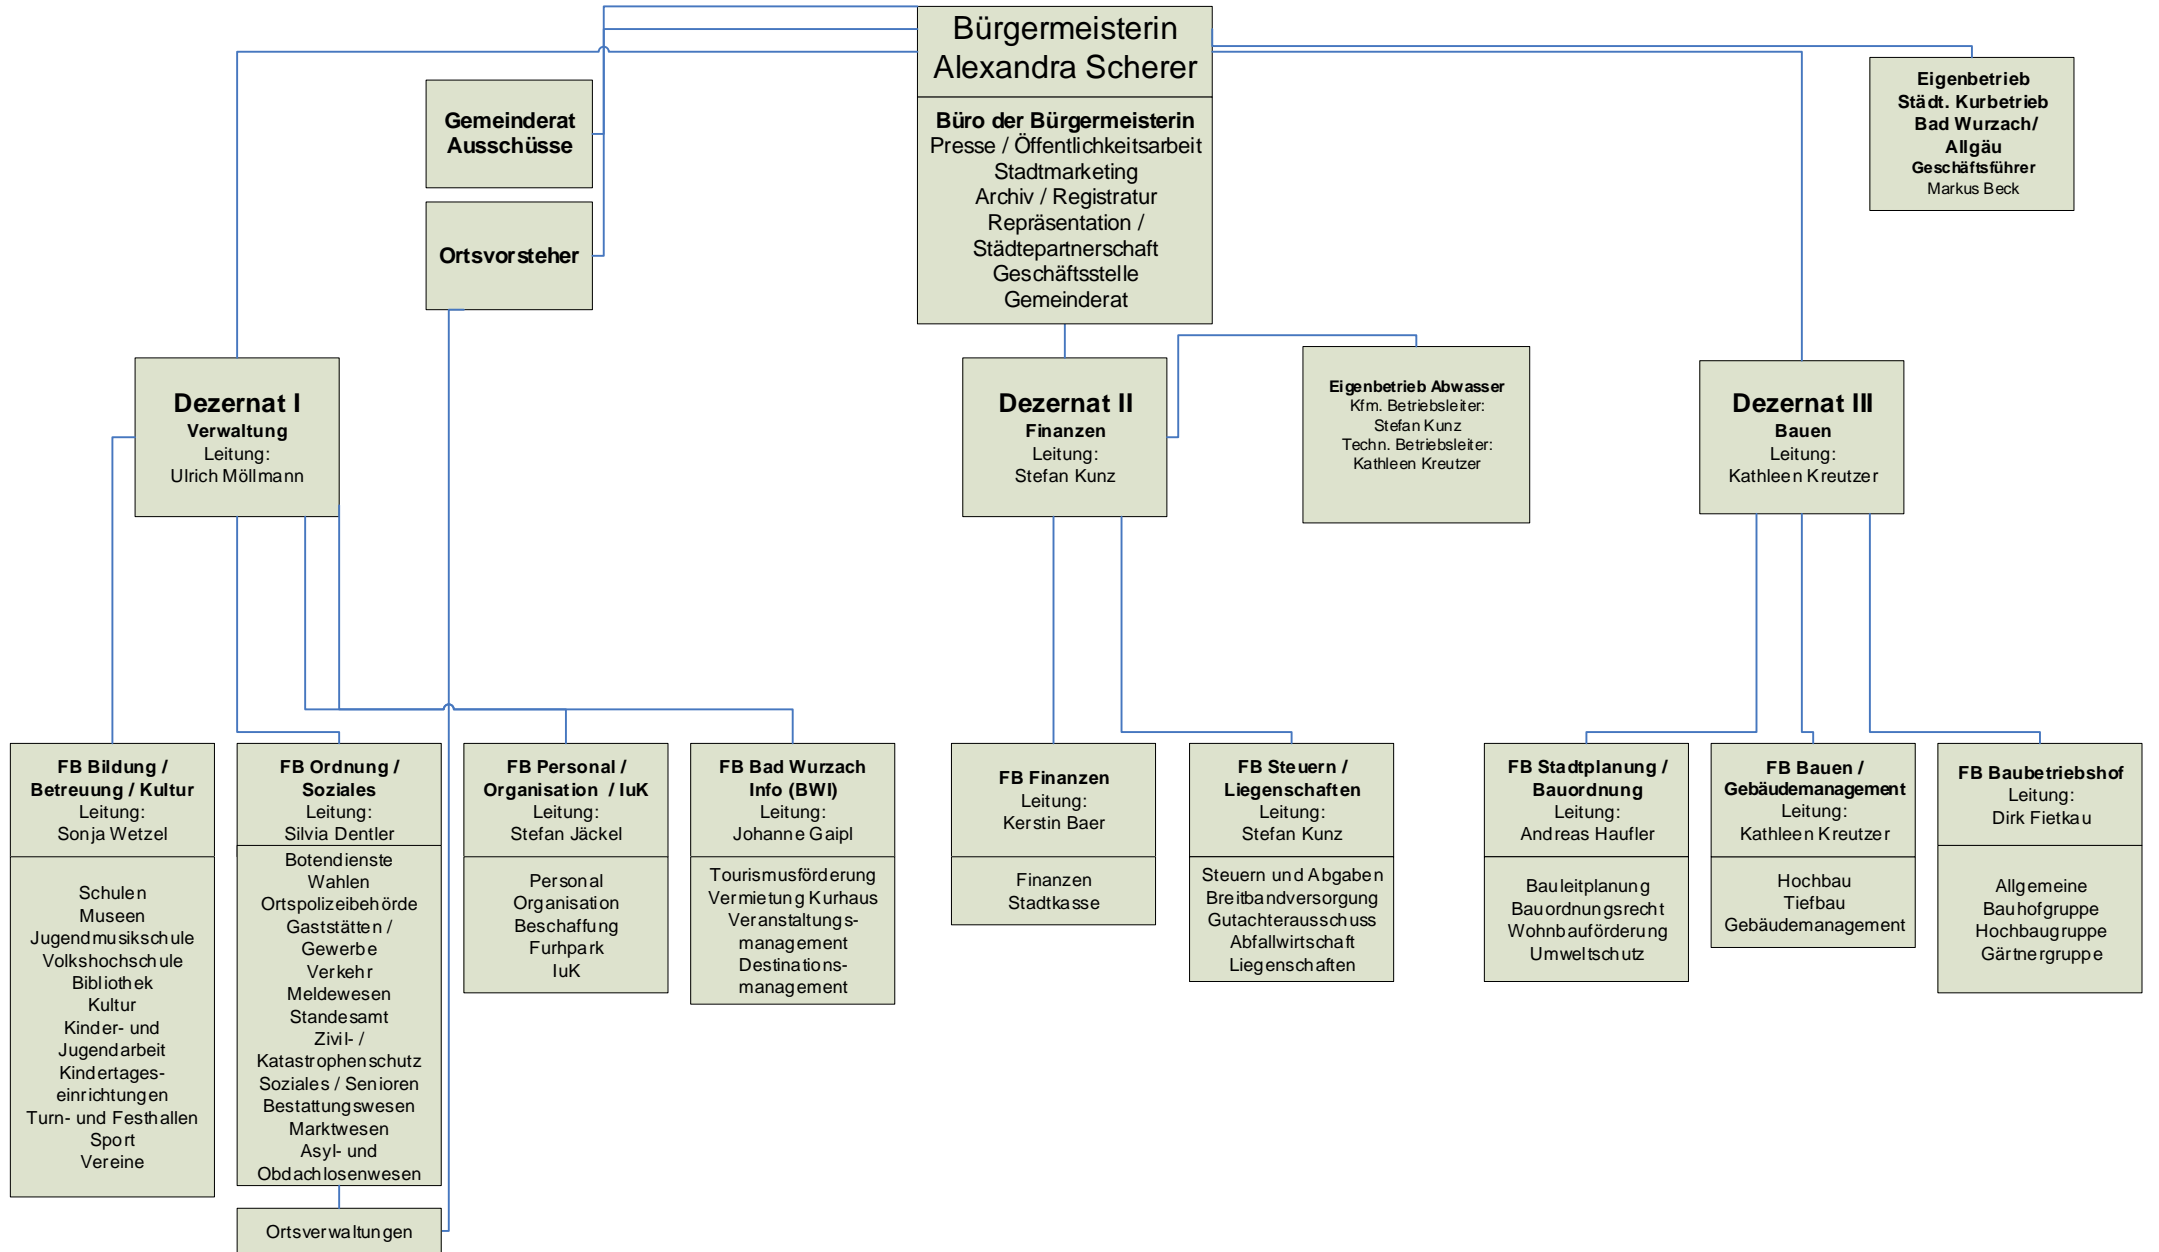 Bürgermeisterin
Alexandra Scherer
Büro der Bürgermeisterin
Presse / Öffentlichkeitsarbeit
Stadtmarketing
Archiv / Registratur
Repräsentation /
Städtepartnerschaft
Geschäftsstelle
Gemeinderat
Gemeinderat
Ausschüsse
Ortsvorsteher
Eigenbetrieb
Städt. Kurbetrieb
Bad Wurzach/
Allgäu
Geschäftsführer
Markus Beck
Dezernat I
Verwaltung
Leitung:
Ulrich Möllmann
Dezernat II
Finanzen
Leitung:
Stefan Kunz
Eigenbetrieb Abwasser
Kfm. Betriebsleiter:
Stefan Kunz
Techn. Betriebsleiter:
Kathleen Kreutzer
Dezernat III
Bauen
Leitung:
Kathleen Kreutzer
FB Bildung /
Betreuung / Kultur
Leitung:
Sonja Wetzel
Schulen
Museen
Jugendmusikschule
Volkshochschule
Bibliothek
Kultur
Kinder- und
Jugendarbeit
Kindertages-
einrichtungen
Turn- und Festhallen
Sport
Vereine
FB Ordnung /
Soziales
Leitung:
Silvia Dentler
Botendienste
Wahlen
Ortspolizeibehörde
Gaststätten /
Gewerbe
Verkehr
Meldewesen
Standesamt
Zivil- /
Katastrophenschutz
Soziales / Senioren
Bestattungswesen
Marktwesen
Asyl- und
Obdachlosenwesen
Ortsverwaltungen
FB Personal /
Organisation / IuK
Leitung:
Stefan Jäckel
Personal
Organisation
Beschaffung
Furhpark
IuK
FB Bad Wurzach
Info (BWI)
Leitung:
Johanne Gaipl
Tourismusförderung
Vermietung Kurhaus
Veranstaltungs-
management
Destinations-
management
FB Finanzen
Leitung:
Kerstin Baer
Finanzen
Stadtkasse
FB Steuern /
Liegenschaften
Leitung:
Stefan Kunz
Steuern und Abgaben
Breitbandversorgung
Gutachterausschuss
Abfallwirtschaft
Liegenschaften
FB Stadtplanung /
Bauordnung
Leitung:
Andreas Haufler
Bauleitplanung
Bauordnungsrecht
Wohnbauförderung
Umweltschutz
FB Bauen /
Gebäudemanagement
Leitung:
Kathleen Kreutzer
Hochbau
Tiefbau
Gebäudemanagement
FB Baubetriebshof
Leitung:
Dirk Fietkau
Allgemeine
Bauhofgruppe
Hochbaugruppe
Gärtnergruppe